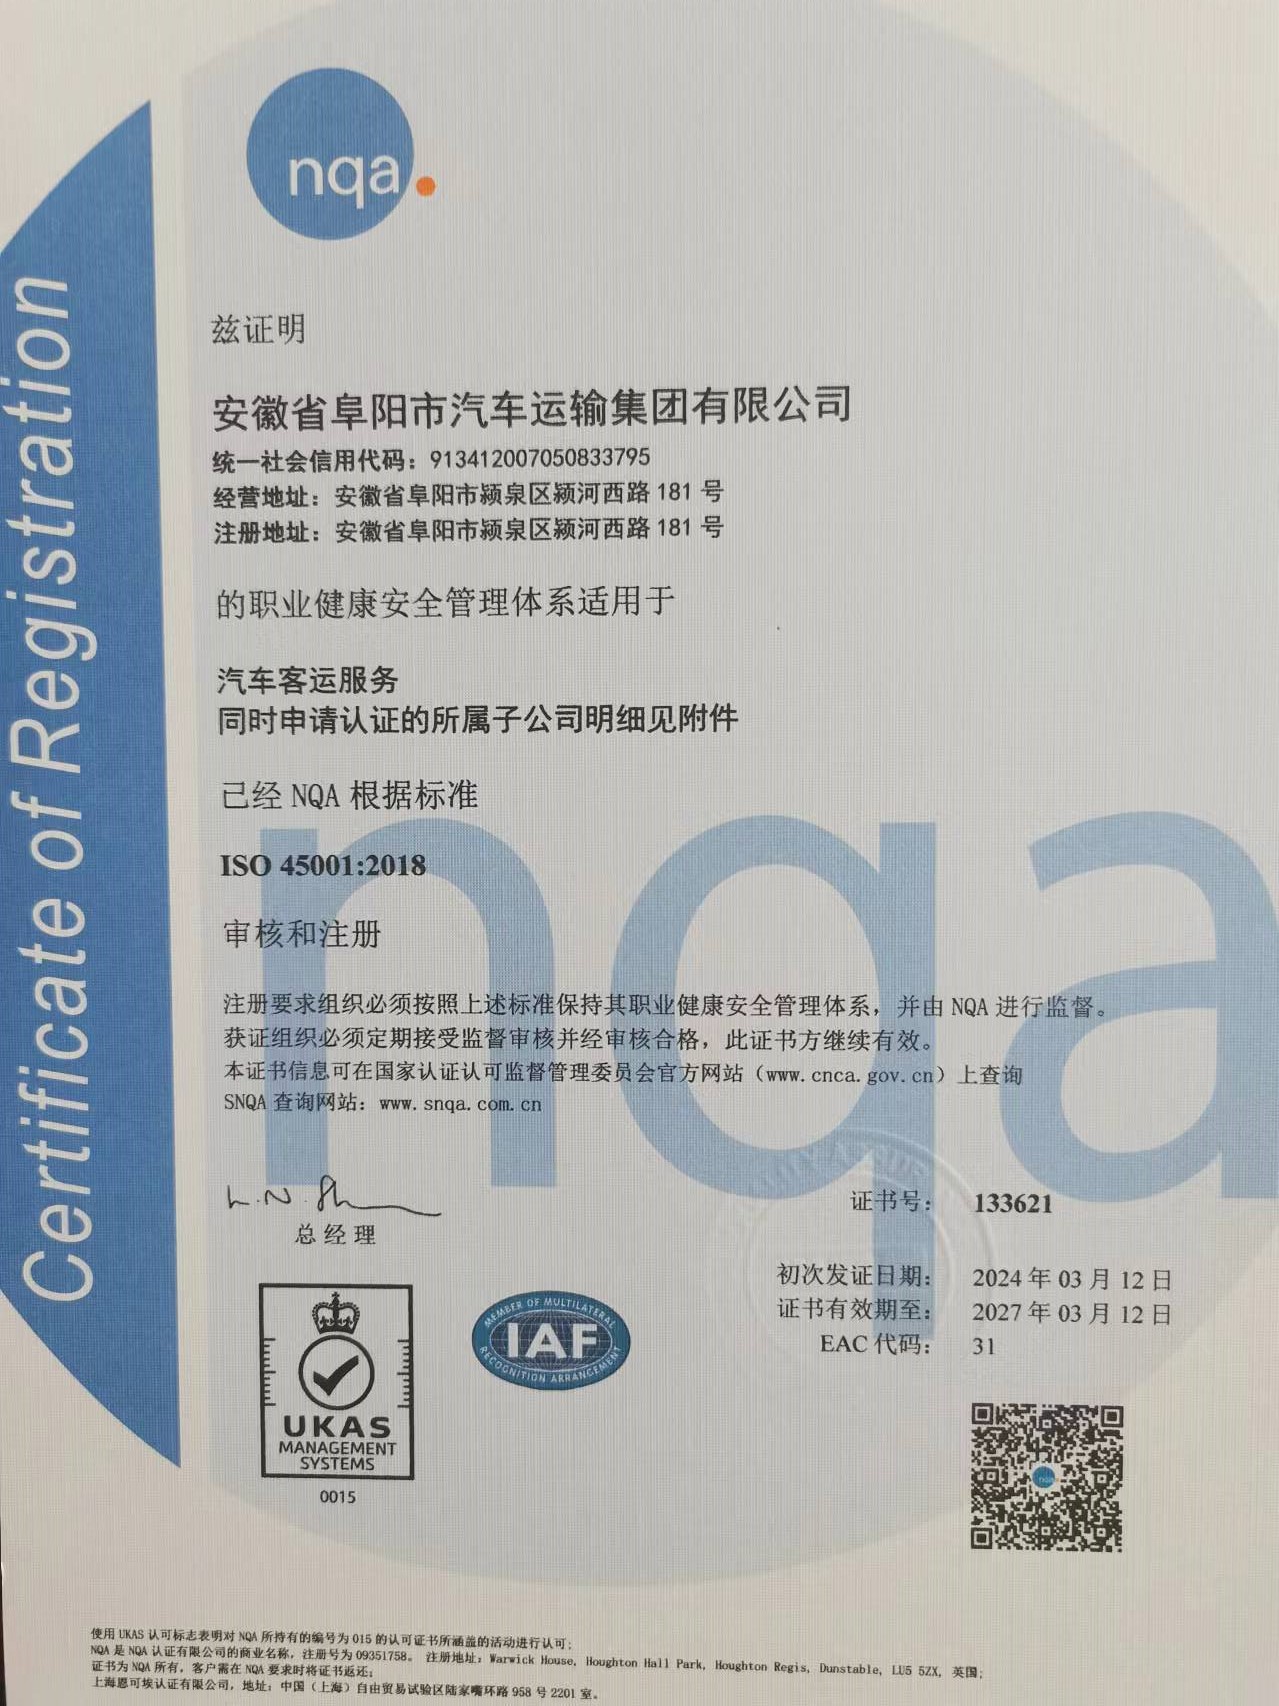 nqa.
Certificate of Registration
兹证明
安徽省阜阳市汽车运输集团有限公司
统一社会信用代码：913412007050833795
经营地址：安徽省阜阳市颍泉区颍河西路 181 号
注册地址：安徽省阜阳市颍泉区颍河西路 181 号
的职业健康安全管理体系适用于
汽车客运服务
同时申请认证的所属子公司明细见附件
已经 NQA 根据标准
ISO 45001:2018
审核和注册
注册要求组织必须按照上述标准保持其职业健康安全管理体系，并由 NQA 进行监督。
获证组织必须定期接受监督审核并经审核合格，此证书方继续有效。
本证书信息可在国家认证认可监督管理委员会官方网站（www.cnca.gov.cn）上查询
SNQA 查询网站：www.snqa.com.cn
nqa
总经理
证书号： 133621
初次发证日期： 2024 年 03 月 12 日
证书有效期至： 2027 年 03 月 12 日
EAC 代码： 31
UKAS
MANAGEMENT
SYSTEMS
0015
MEMBER OF MULTILATERAL
IAF
RECOGNITION ARRANGEMENT
使用 UKAS 认可标志表明对 NQA 所持有的编号为 015 的认可证书所涵盖的活动进行认可；
NQA 是 NQA 认证有限公司的商业名称，注册号为 09351758。 注册地址：Warwick House, Houghton Hall Park, Houghton Regis, Dunstable, LU5 5ZX, 英国；
证书为 NQA 所有，客户需在 NQA 要求时将证书返还；
上海恩可埃认证有限公司，地址：中国（上海）自由贸易试验区陆家嘴环路 958 号 2201 室。